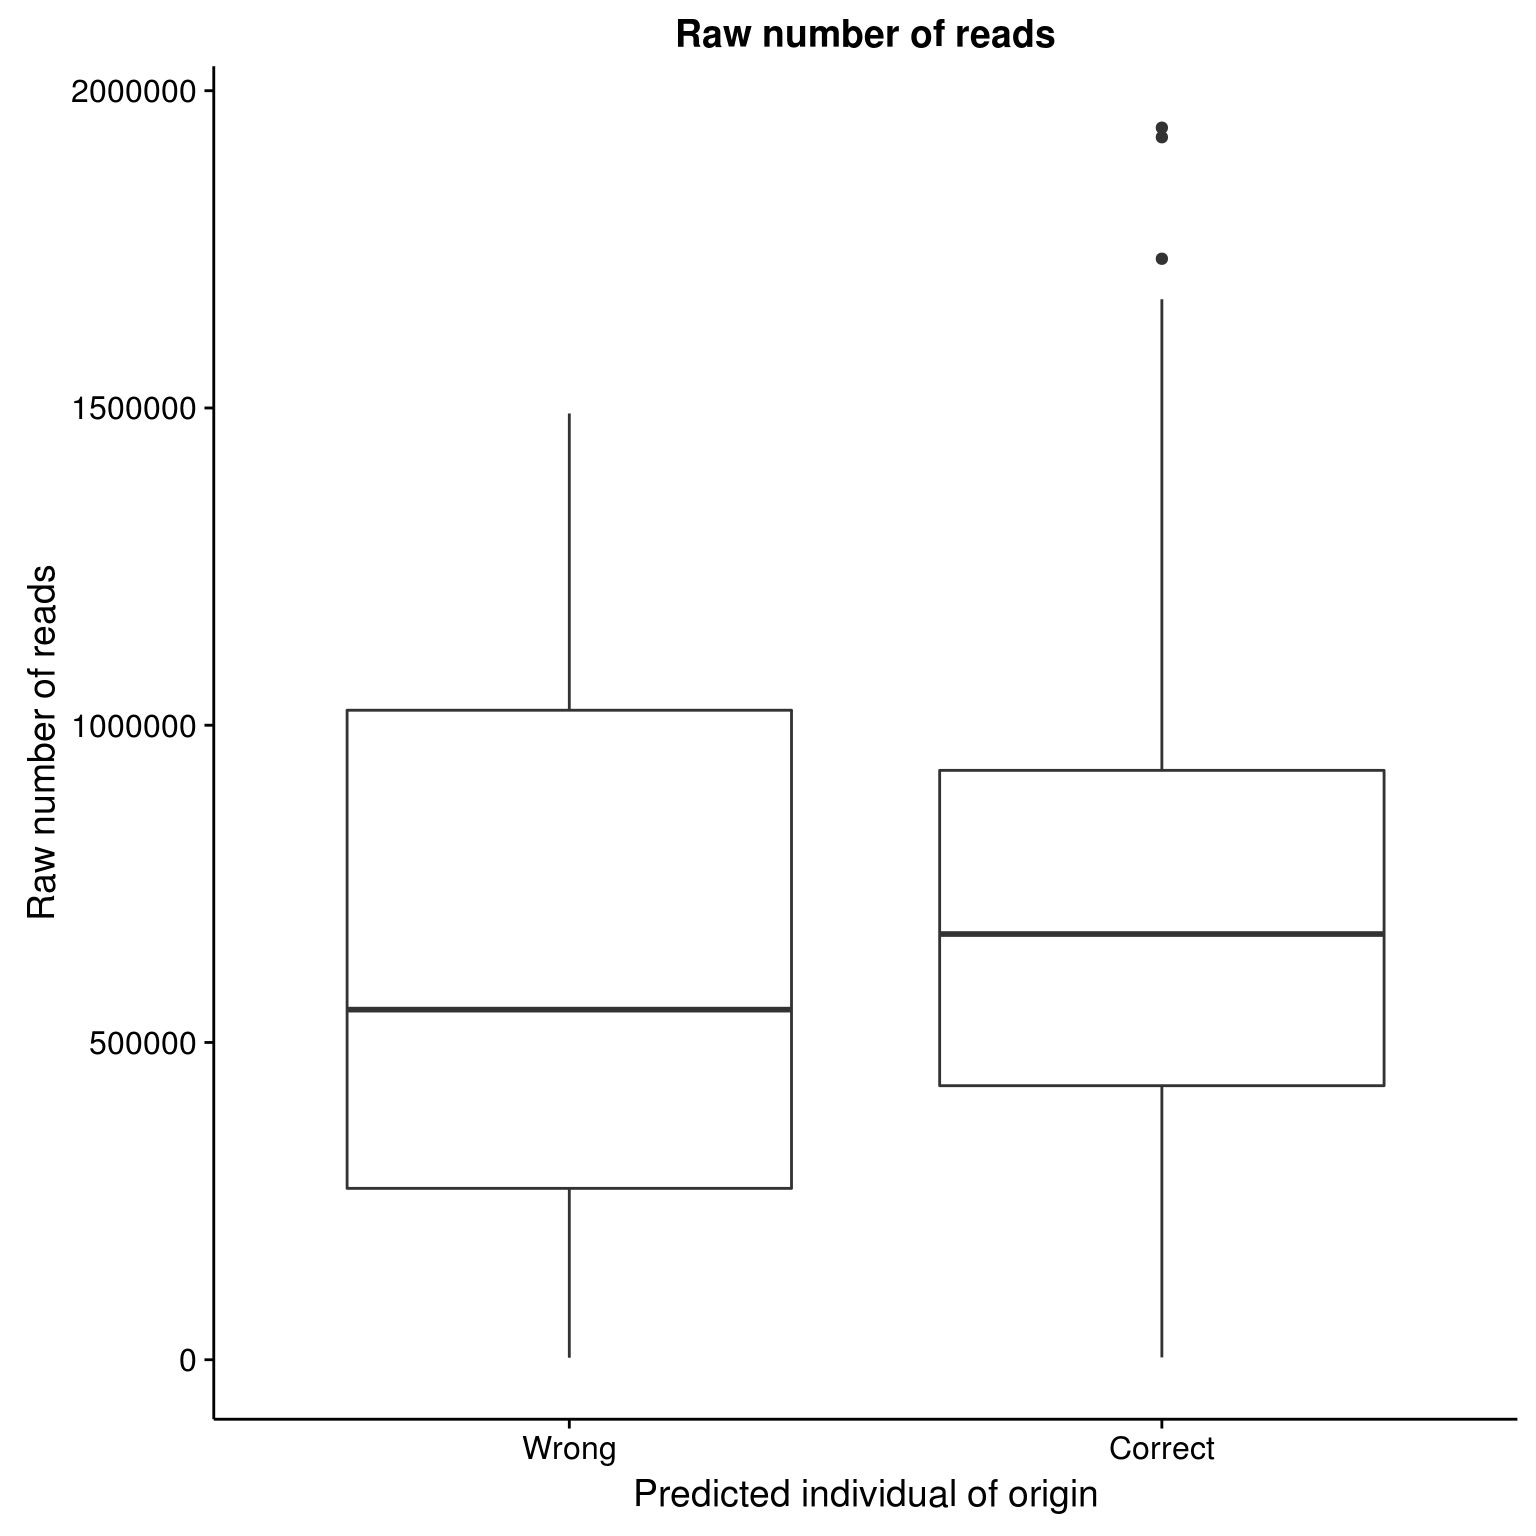 Raw number of reads
Raw number of reads
2000000
1500000
1000000
500000
0
Wrong
Correct
Predicted individual of origin